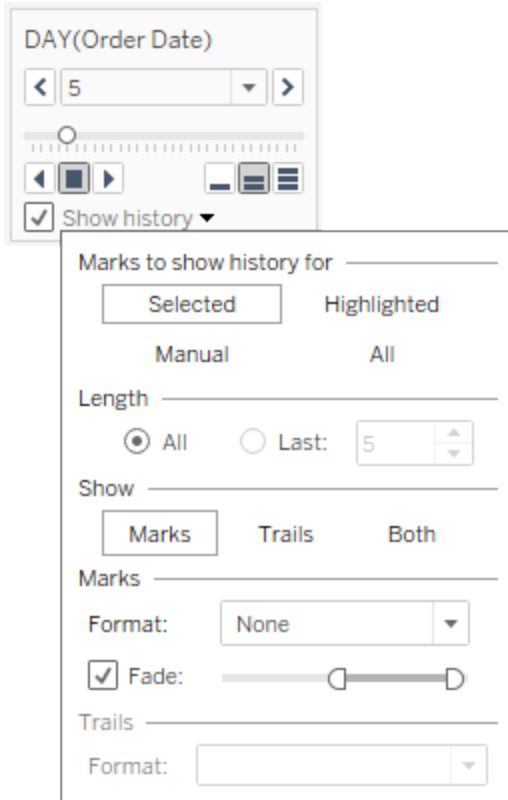 DAY(Order Date)
5
Show history
Marks to show history for
Selected Highlighted
Manual All
Length
All Last: 5
Show
Marks Trails Both
Marks
Format: None
Fade:
Trails
Format: